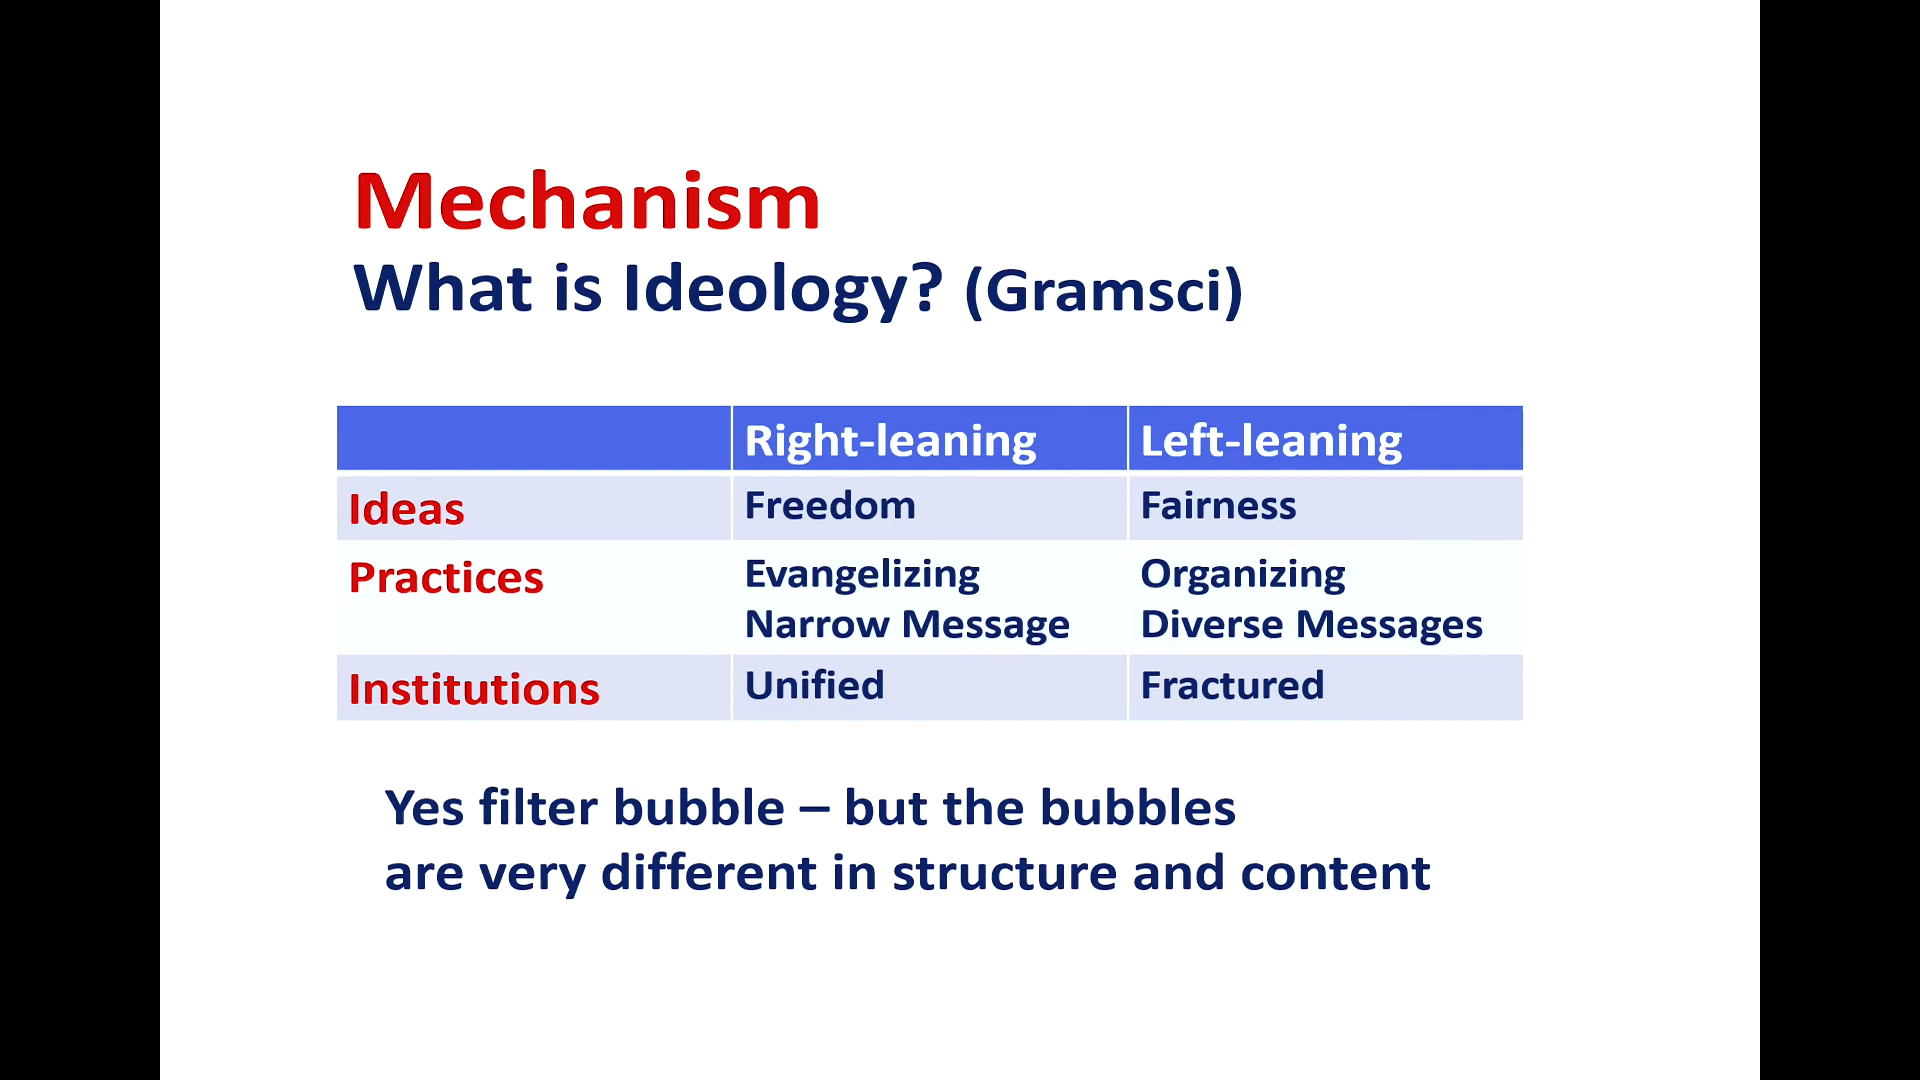 Mechanism
What is Ideology? (Gramsci)
Right-leaning Left-leaning
Ideas Freedom Fairness
Practices Evangelizing Organizing
Narrow Message Diverse Messages
Institutions Unified Fractured
Yes filter bubble – but the bubbles
are very different in structure and content